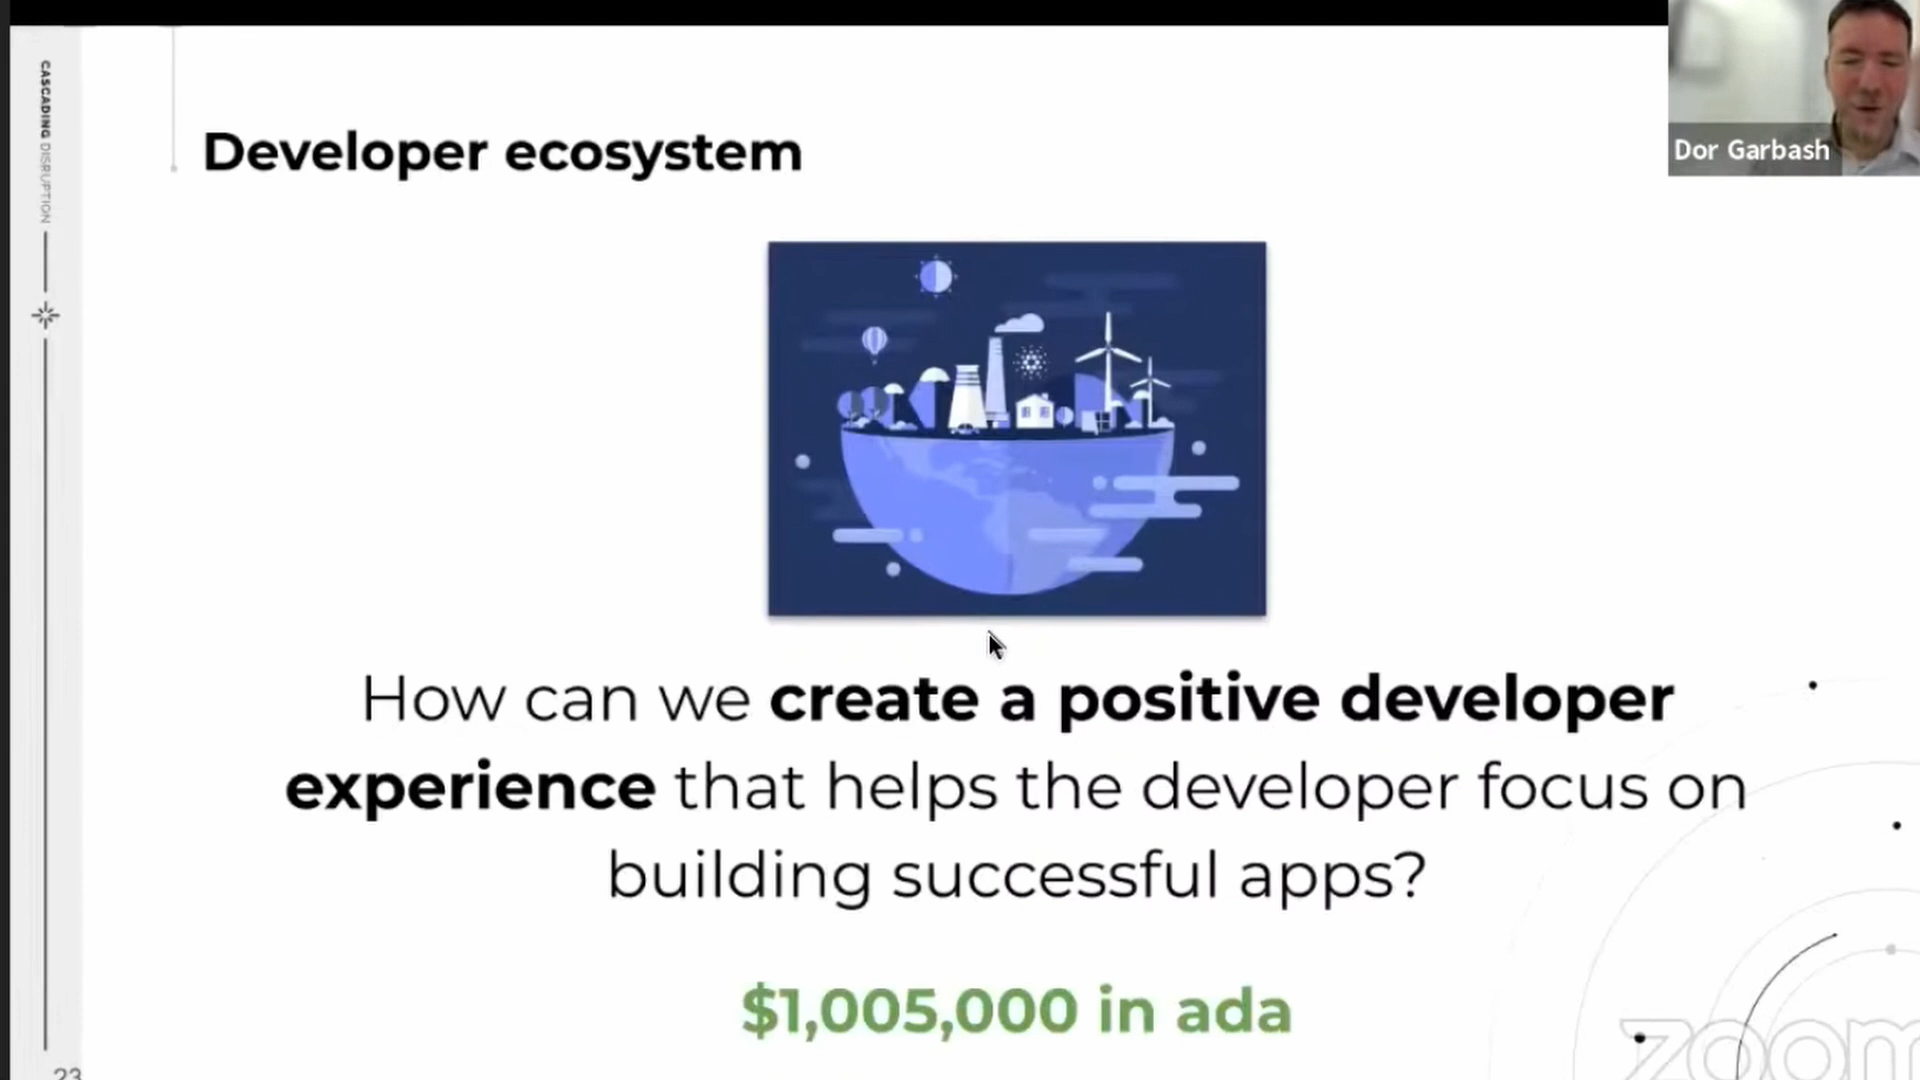 CASCADING DISRUPTION
Developer ecosystem
Dor Garbash
How can we create a positive developer
experience that helps the developer focus on
building successful apps?
$1,005,000 in ada
zoom
23